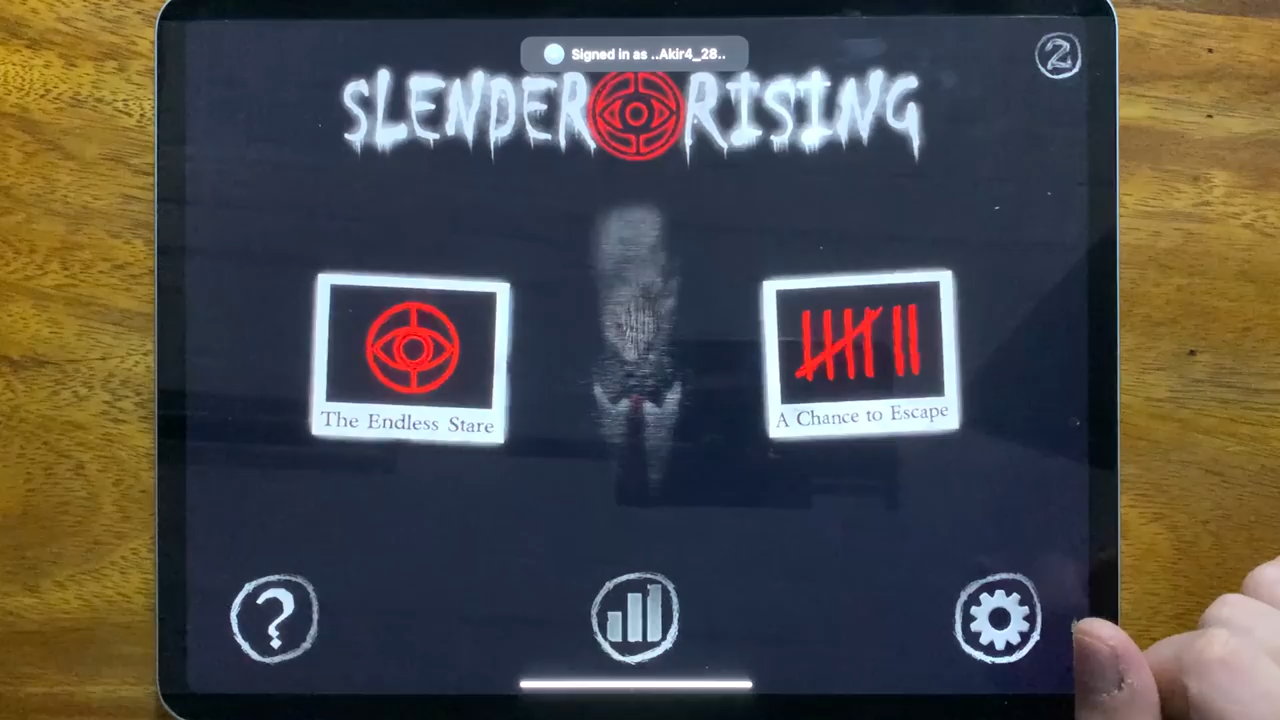 Signed in as ..Akir4_28..
2
SLENDER RISING
The Endless Stare
A Chance to Escape
?